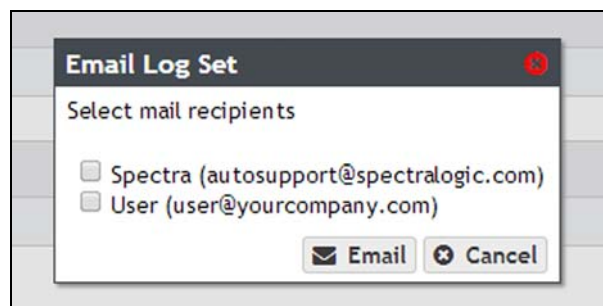 Email Log Set
Select mail recipients
Spectra (autosupport@spectralogic.com)
User (user@yourcompany.com)
Email Cancel